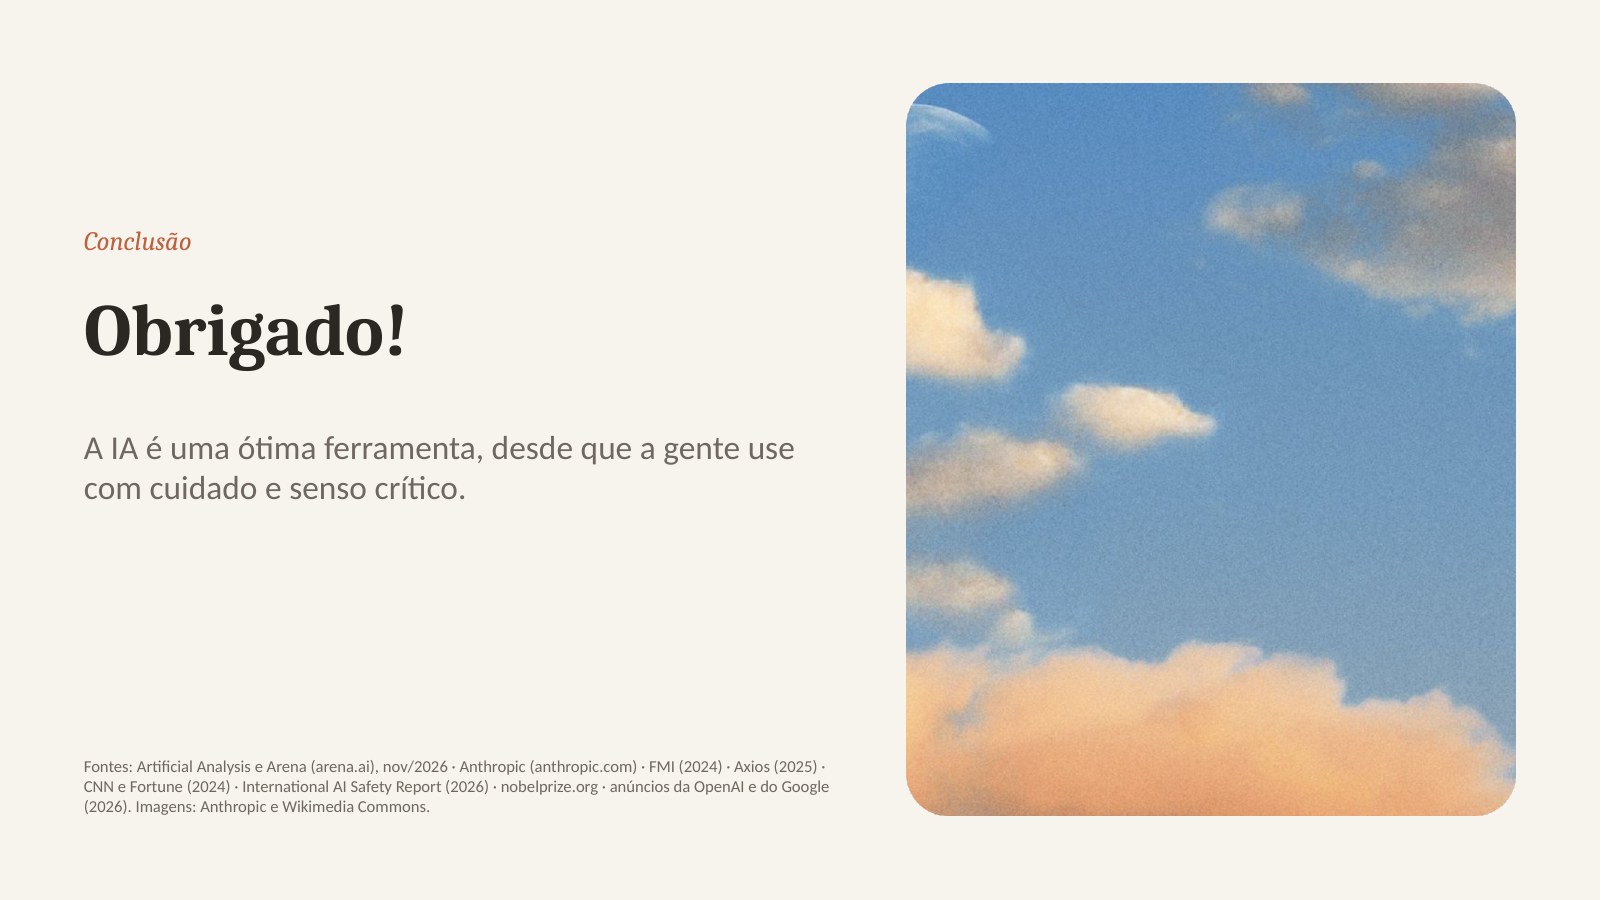 Conclusão
Obrigado!
A IA é uma ótima ferramenta, desde que a gente use
com cuidado e senso crítico.
Fontes: Artificial Analysis e Arena (arena.ai), nov/2026 · Anthropic (anthropic.com) · FMI (2024) · Axios (2025) ·
CNN e Fortune (2024) · International AI Safety Report (2026) · nobelprize.org · anúncios da OpenAI e do Google
(2026). Imagens: Anthropic e Wikimedia Commons.